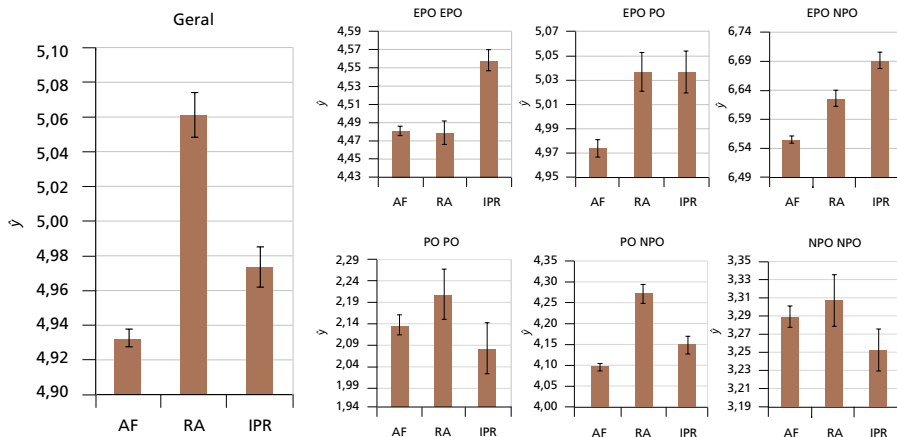 Geral
5,10
5,08
5,06
5,04
5,02
5,00
4,98
4,96
4,94
4,92
4,90
ŷ
AF RA IPR
EPO EPO
4,59
4,57
4,55
4,53
4,51
4,49
4,47
4,45
4,43
ŷ
AF RA IPR
EPO PO
5,07
5,05
5,03
5,01
4,99
4,97
4,95
ŷ
AF RA IPR
EPO NPO
6,74
6,69
6,64
6,59
6,54
6,49
ŷ
AF RA IPR
PO PO
2,29
2,24
2,19
2,14
2,09
2,04
1,99
1,94
ŷ
AF RA IPR
PO NPO
4,35
4,30
4,25
4,20
4,15
4,10
4,05
4,00
ŷ
AF RA IPR
NPO NPO
3,35
3,33
3,31
3,29
3,27
3,25
3,23
3,21
3,19
ŷ
AF RA IPR